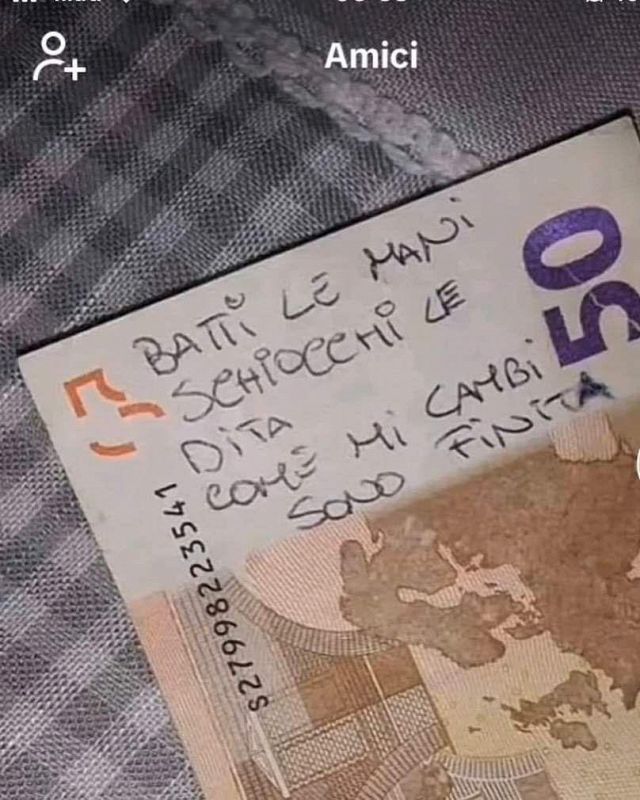 Amici
BATTi LE MANi
SCHiOCCHi LE
DiTA
COME Mi CAMBi
SONO FiNiTA
50
S27998223541